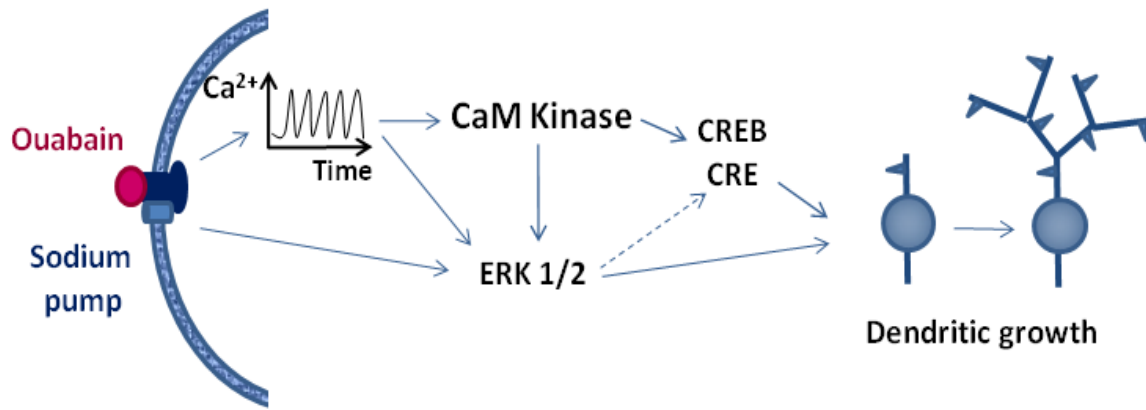 Ca²⁺
Time
Ouabain
Sodium
pump
CaM Kinase
CREB
CRE
ERK 1/2
Dendritic growth